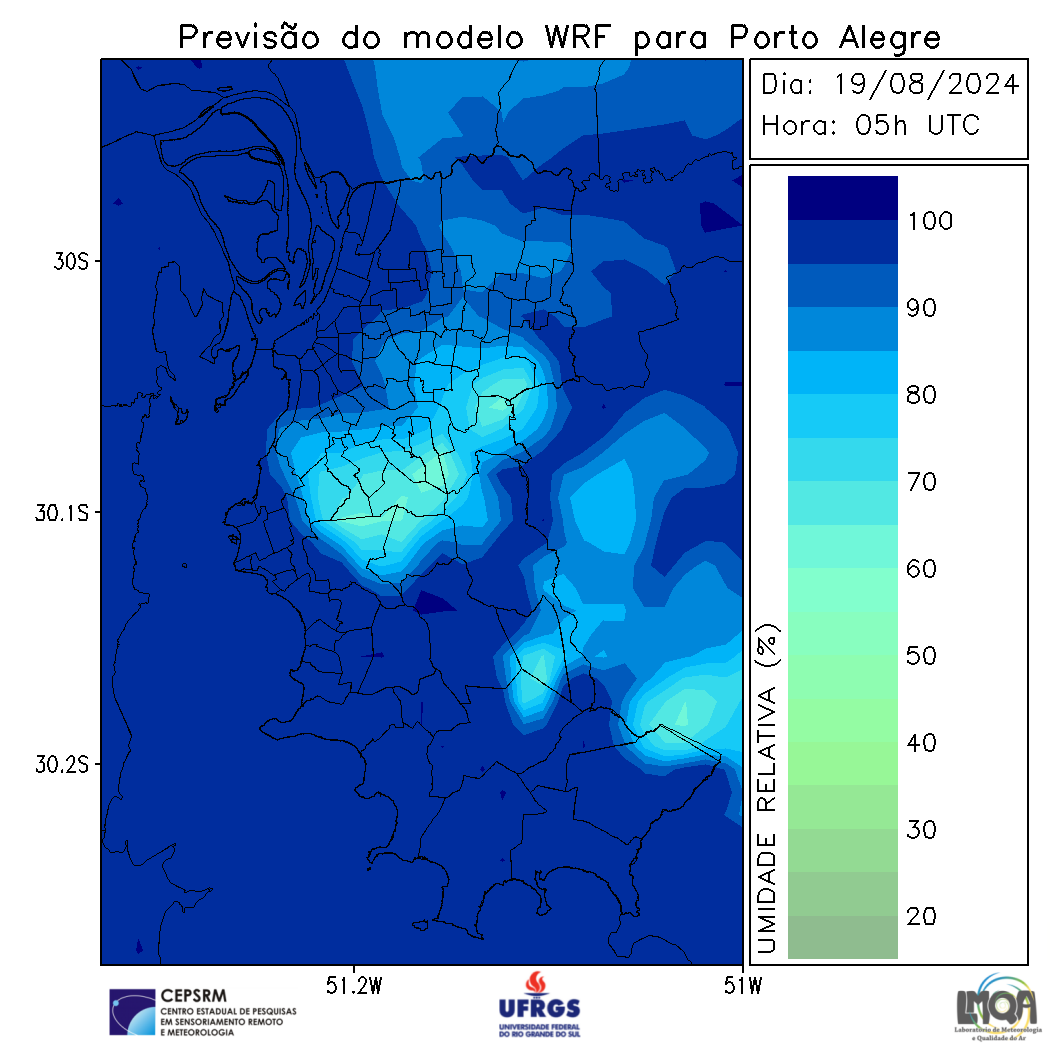 Previsão do modelo WRF para Porto Alegre
Dia: 19/08/2024
Hora: 05h UTC
30S
30.1S
30.2S
51.2W
51W
100
90
80
70
60
50
40
30
20
UMIDADE RELATIVA (%)
CEPSRM
CENTRO ESTADUAL DE PESQUISAS
EM SENSORIAMENTO REMOTO
E METEOROLOGIA
UFRGS
UNIVERSIDADE FEDERAL
DO RIO GRANDE DO SUL
LMQA
Laboratório de Meteorologia
e Qualidade do Ar